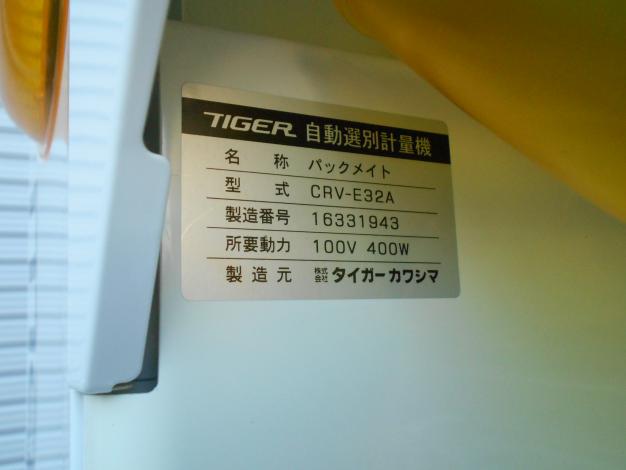 TIGER 自動選別計量機
名称 パックメイト
型式 CRV-E32A
製造番号 16331943
所要動力 100V 400W
製造元 株式会社 タイガーカワシマ